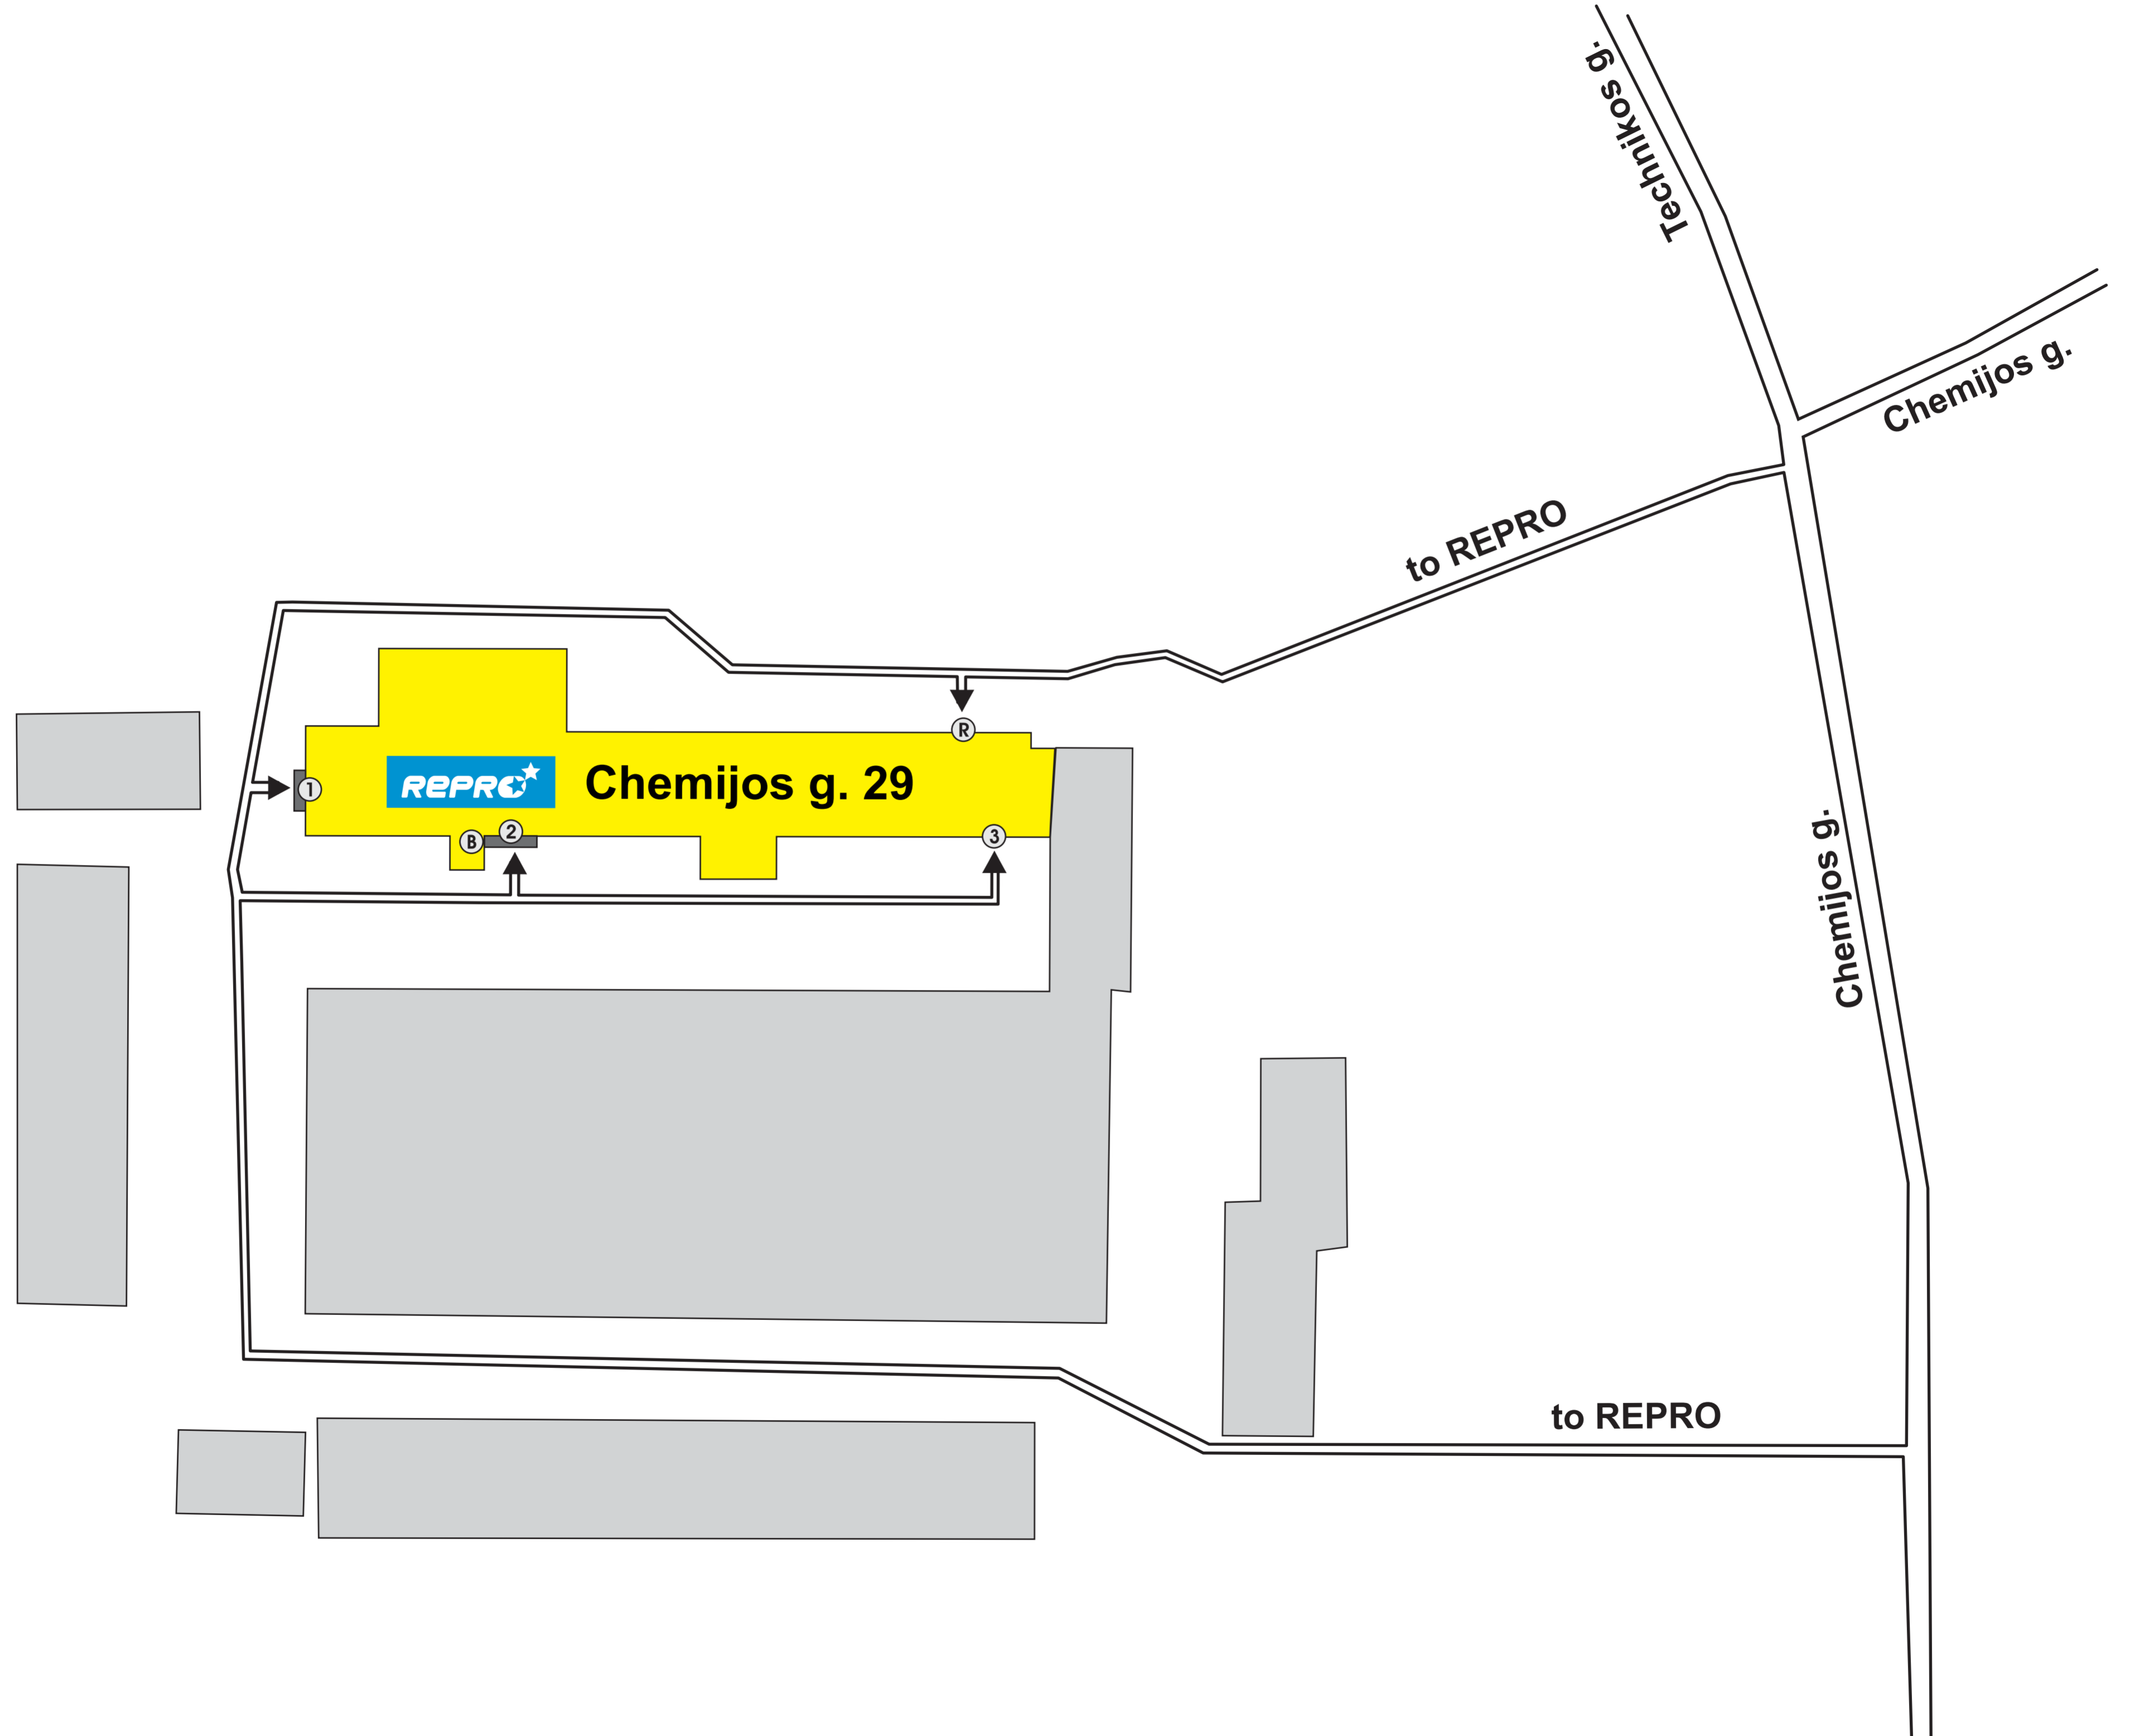 Technikos g.
Chemijos g.
to REPRO
R
REPRO
Chemijos g. 29
1
2
B
3
Chemijos g.
to REPRO